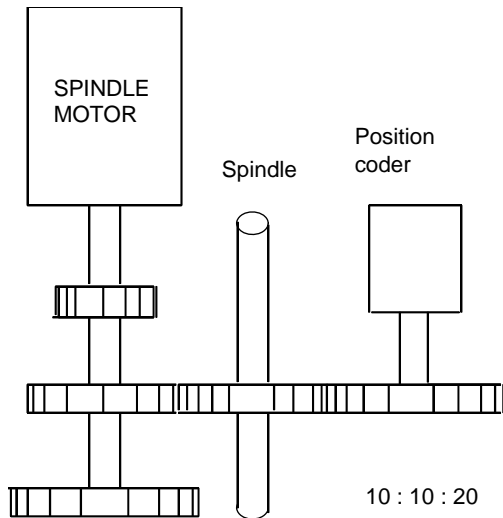 SPINDLE
MOTOR
Spindle
Position
coder
10 : 10 : 20